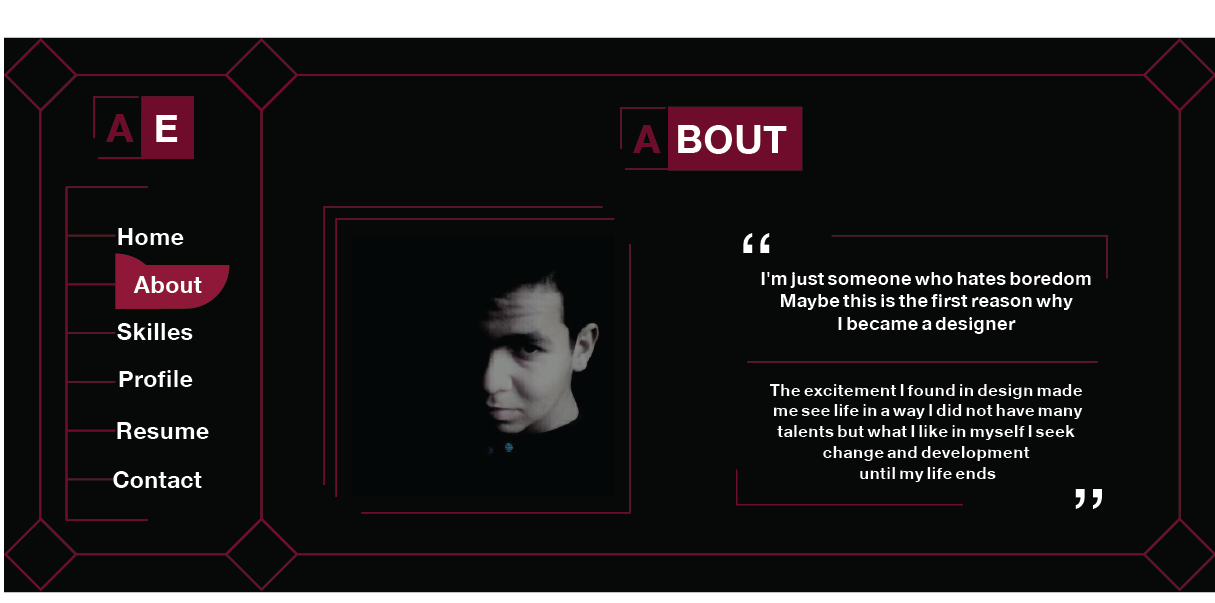 AE
Home
About
Skilles
Profile
Resume
Contact
ABOUT
“
I'm just someone who hates boredom
Maybe this is the first reason why
I became a designer
The excitement I found in design made
me see life in a way I did not have many
talents but what I like in myself I seek
change and development
until my life ends
”